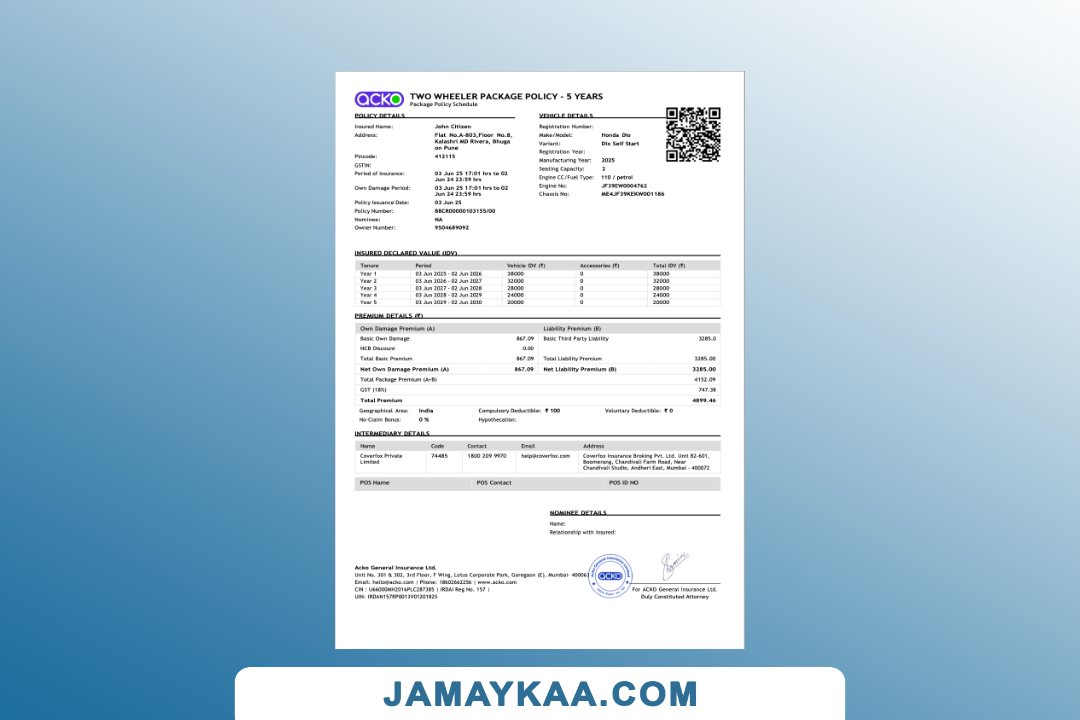 acko
TWO WHEELER PACKAGE POLICY - 5 YEARS
Package Policy Schedule
POLICY DETAILS
Insured Name: John Citizen
Address: Flat No.A-803,Floor No.8,
Kalashri MD Rivera, Bhuga
on Pune
Pincode: 412115
GSTIN:
Period of Insurance: 03 Jun 25 17:01 hrs to 02
Jun 24 23:59 hrs
Own Damage Period: 03 Jun 25 17:01 hrs to 02
Jun 24 23:59 hrs
Policy Issuance Date: 03 Jun 25
Policy Number: BBCR00000103155/00
Nominee: NA
Owner Number: 9504689092
VEHICLE DETAILS
Registration Number:
Make/Model: Honda Dio
Variant: Dlx Self Start
Registration Year:
Manufacturing Year: 2025
Seating Capacity: 2
Engine CC/Fuel Type: 110 / petrol
Engine No: JF39EW0004762
Chassis No: ME4JF39KEKW001186
INSURED DECLARED VALUE (IDV)
Tenure Period Vehicle IDV (₹) Accessories (₹) Total IDV (₹)
Year 1 03 Jun 2025 - 02 Jun 2026 38000 0 38000
Year 2 03 Jun 2026 - 02 Jun 2027 32000 0 32000
Year 3 03 Jun 2027 - 02 Jun 2028 28000 0 28000
Year 4 03 Jun 2028 - 02 Jun 2029 24000 0 24000
Year 5 03 Jun 2029 - 02 Jun 2030 20000 0 20000
PREMIUM DETAILS (₹)
Own Damage Premium (A) Liability Premium (B)
Basic Own Damage 867.09 Basic Third Party Liability 3285.0
NCB Discount -0.00
Total Basic Premium 867.09 Total Liability Premium 3285.00
Net Own Damage Premium (A) 867.09 Net Liability Premium (B) 3285.00
Total Package Premium (A+B) 4152.09
GST (18%) 747.38
Total Premium 4899.46
Geographical Area: India Compulsory Deductible: ₹ 100 Voluntary Deductible: ₹ 0
No-Claim Bonus: 0 % Hypothecation:
INTERMEDIARY DETAILS
Name Code Contact Email Address
Coverfox Private Limited 74485 1800 209 9970 help@coverfox.com Coverfox Insurance Broking Pvt. Ltd. Unit B2-601,
Boomerang, Chandivali Farm Road, Near
Chandivali Studio, Andheri East, Mumbai - 400072
POS Name POS Contact POS ID NO
NOMINEE DETAILS
Name:
Relationship with Insured:
Acko General Insurance Ltd.
Unit No. 301 & 302, 3rd Floor, F Wing, Lotus Corporate Park, Goregaon (E), Mumbai- 400063
Email: hello@acko.com | Phone: 18602662256 | www.acko.com
CIN : U66000MH2016PLC287385 | IRDAI Reg No. 157 |
UIN: IRDAN157RP0013V01201825
acko
For ACKO General Insurance Ltd.
Duly Constituted Attorney
JAMAYKAA.COM